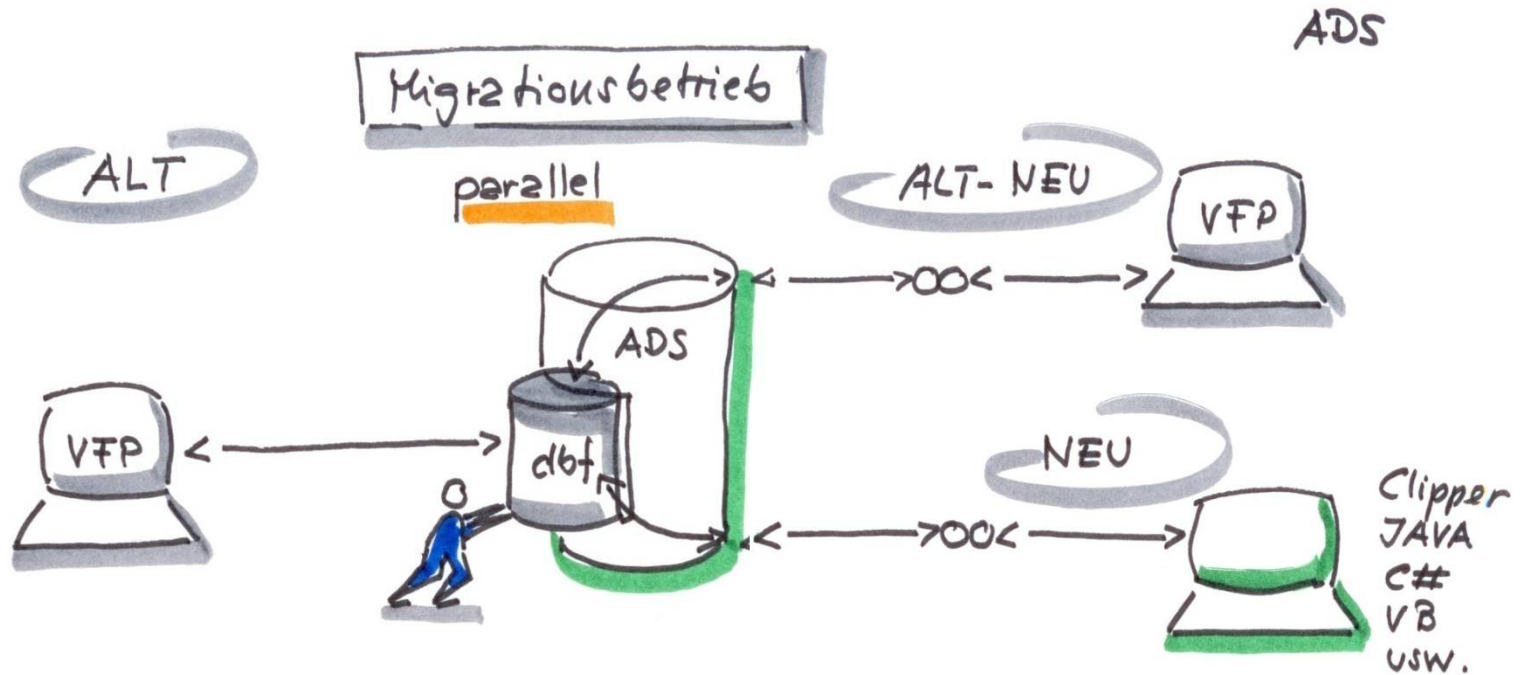 ADS
Migrationsbetrieb
ALT
parallel
ALT-NEU
VFP
ADS
VFP
dbf
NEU
Clipper
JAVA
C#
VB
usw.